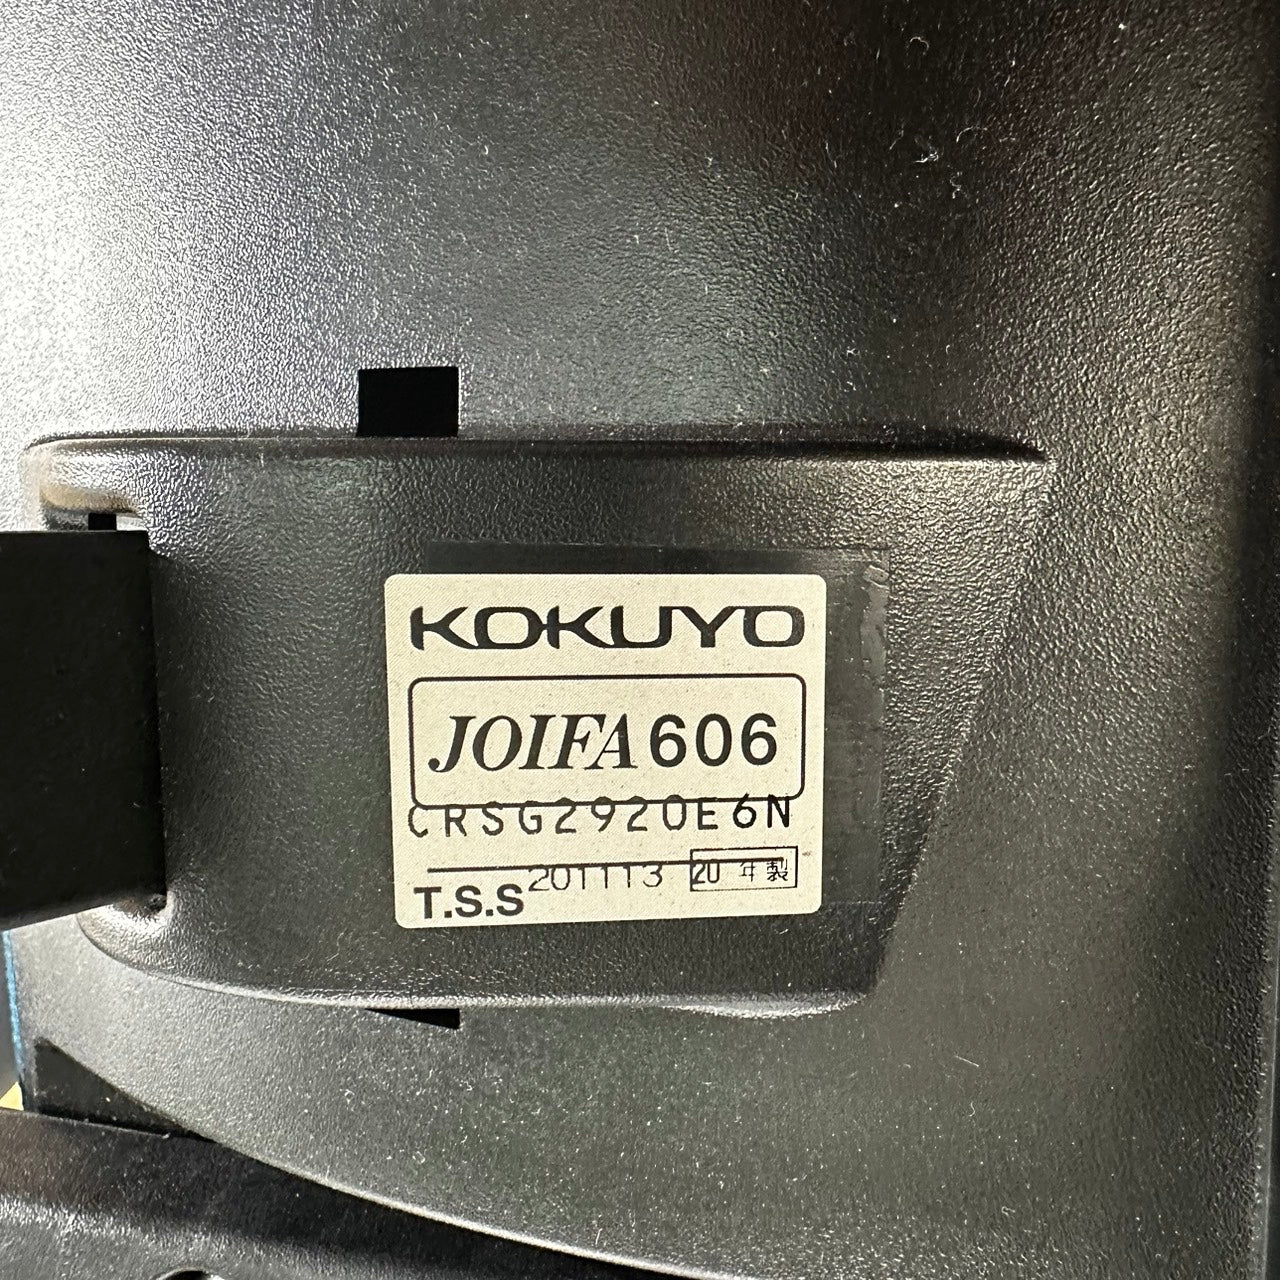 KOKUYO
JOIFA 606
CRSG2920E6N
201113 20 年製
T.S.S